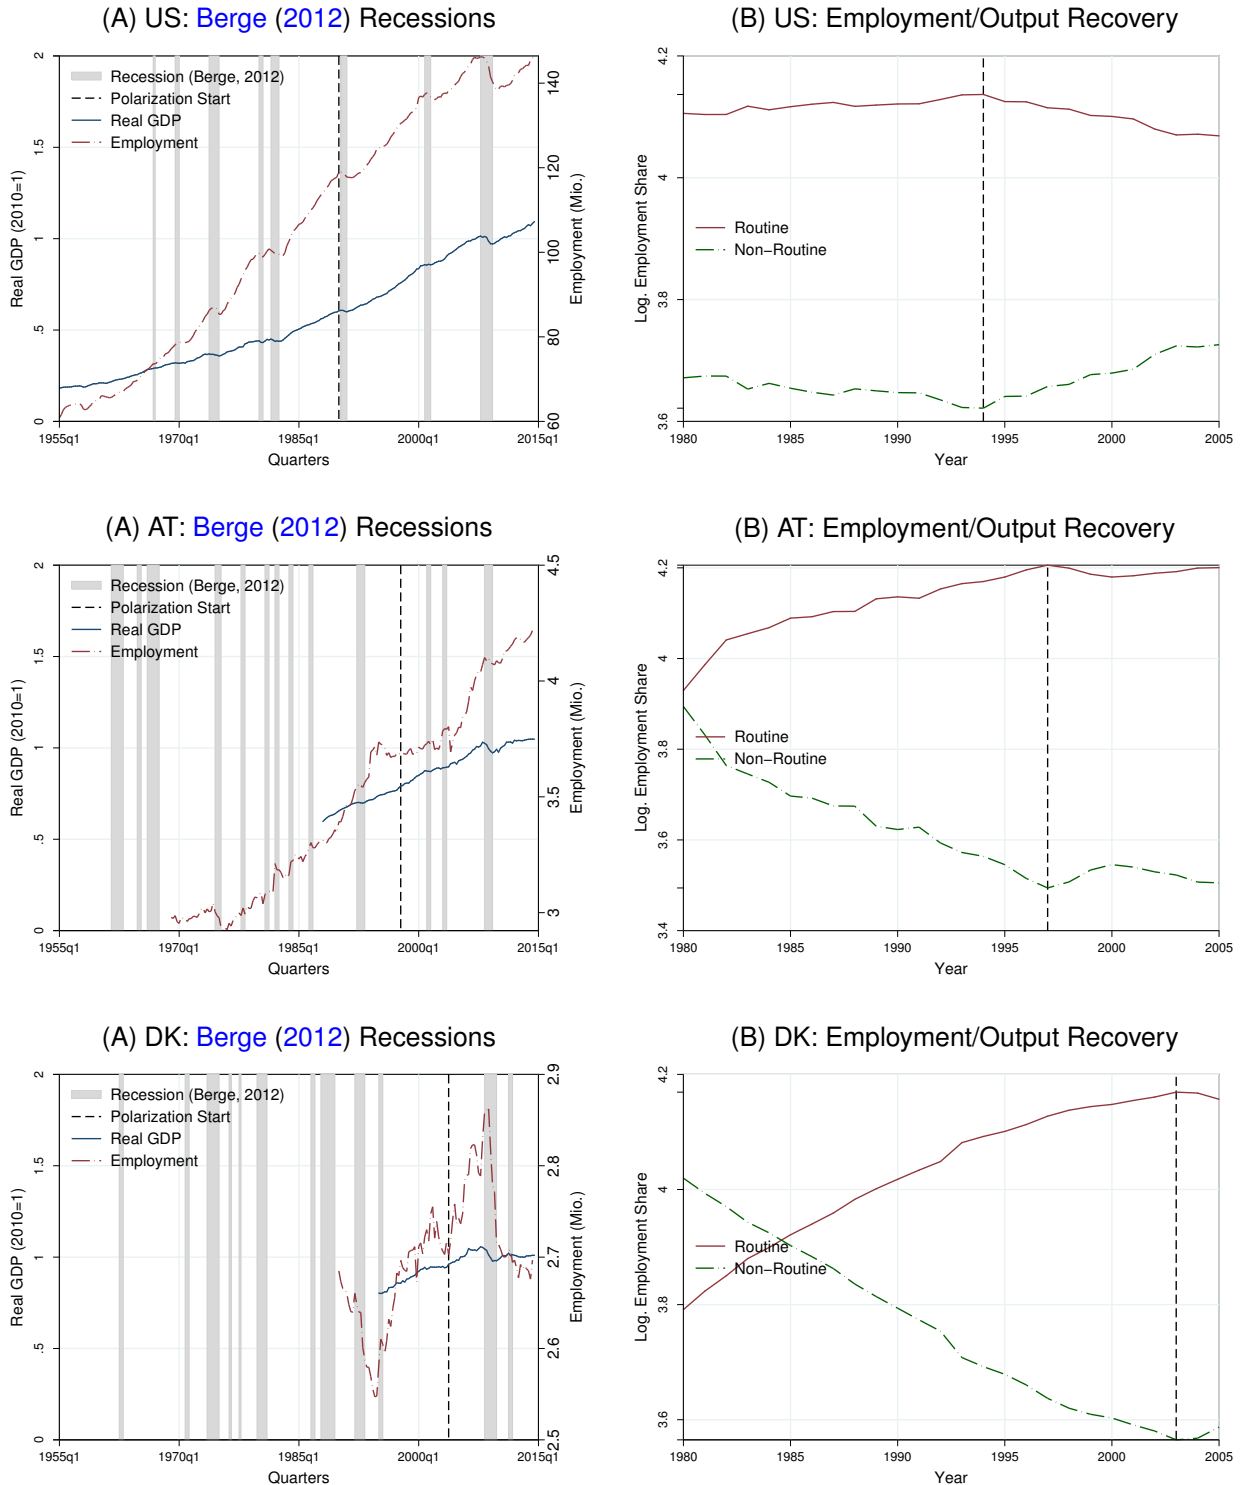 (A) US: Berge (2012) Recessions
Recession (Berge, 2012)
Polarization Start
Real GDP
Employment
Real GDP (2010=1)
0
.5
1
1.5
2
Employment (Mio.)
60
80
100
120
140
1955q1 1970q1 1985q1 2000q1 2015q1
Quarters
(B) US: Employment/Output Recovery
Routine
Non−Routine
Log. Employment Share
3.6
3.8
4
4.2
1980 1985 1990 1995 2000 2005
Year
(A) AT: Berge (2012) Recessions
Recession (Berge, 2012)
Polarization Start
Real GDP
Employment
Real GDP (2010=1)
0
.5
1
1.5
2
Employment (Mio.)
3
3.5
4
4.5
1955q1 1970q1 1985q1 2000q1 2015q1
Quarters
(B) AT: Employment/Output Recovery
Routine
Non−Routine
Log. Employment Share
3.4
3.6
3.8
4
4.2
1980 1985 1990 1995 2000 2005
Year
(A) DK: Berge (2012) Recessions
Recession (Berge, 2012)
Polarization Start
Real GDP
Employment
Real GDP (2010=1)
0
.5
1
1.5
2
Employment (Mio.)
2.5
2.6
2.7
2.8
2.9
1955q1 1970q1 1985q1 2000q1 2015q1
Quarters
(B) DK: Employment/Output Recovery
Routine
Non−Routine
Log. Employment Share
3.6
3.8
4
4.2
1980 1985 1990 1995 2000 2005
Year